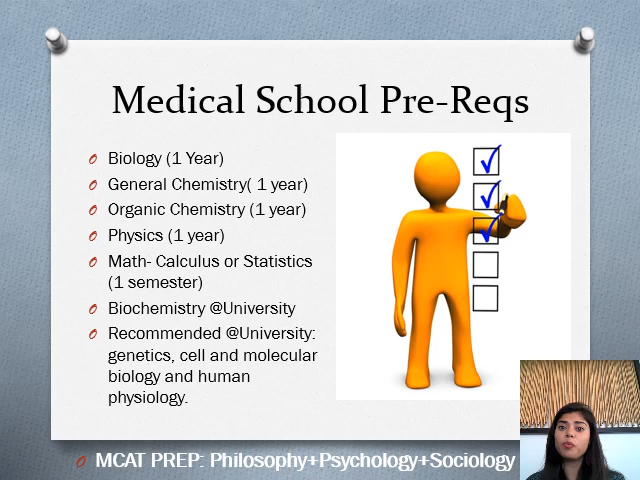 Medical School Pre-Reqs
Biology (1 Year)
General Chemistry( 1 year)
Organic Chemistry (1 year)
Physics (1 year)
Math- Calculus or Statistics
(1 semester)
Biochemistry @University
Recommended @University:
genetics, cell and molecular
biology and human
physiology.
MCAT PREP: Philosophy+Psychology+Sociology